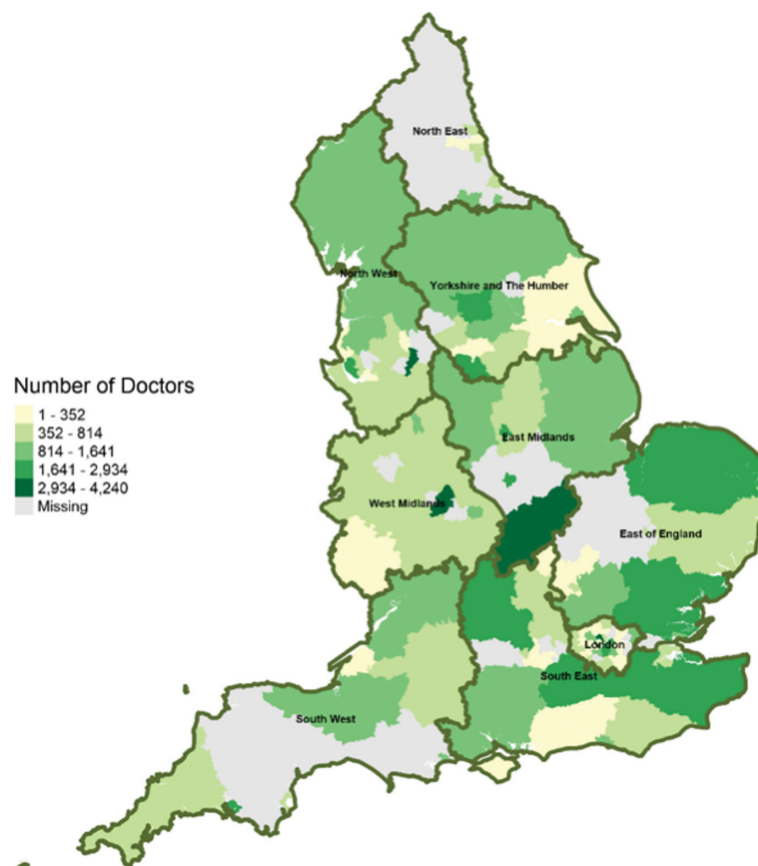 North East
North West
Yorkshire and The Humber
Number of Doctors
1 - 352
352 - 814
814 - 1,641
1,641 - 2,934
2,934 - 4,240
Missing
East Midlands
West Midlands
East of England
London
South East
South West